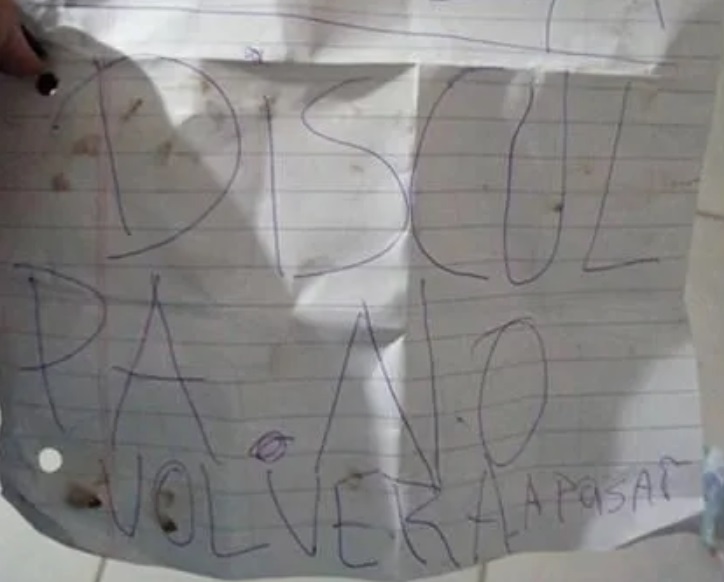 DISCUL
PA. NO
VOLVERA A PASAR